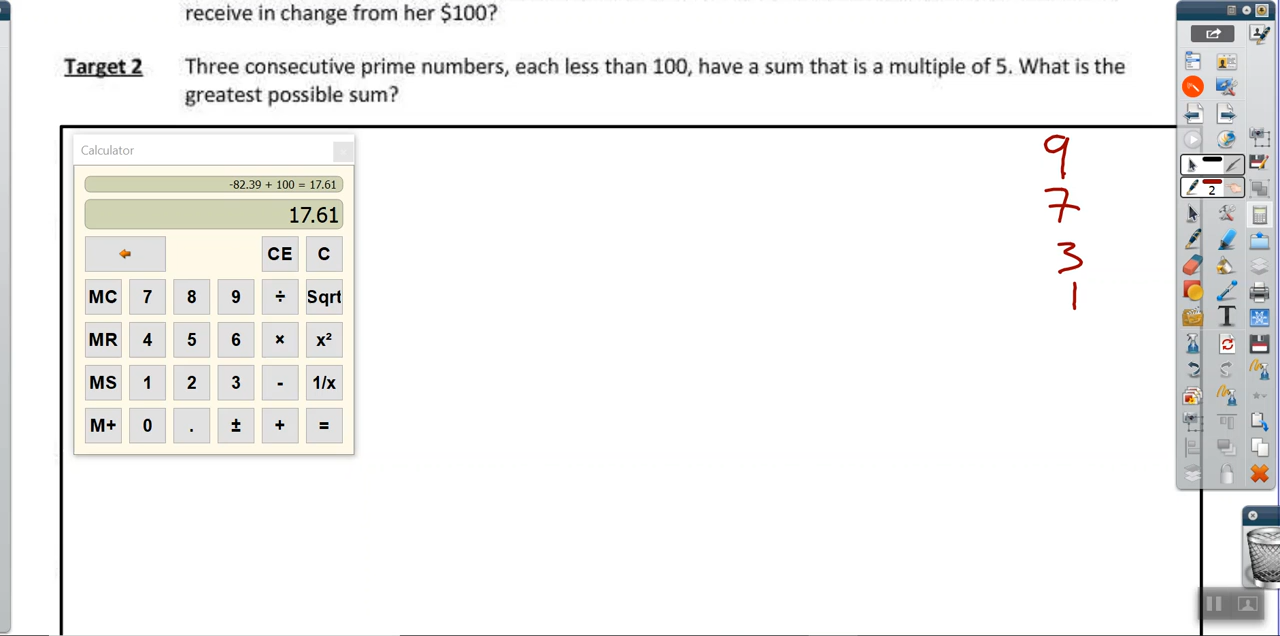 receive in change from her $100?
Target 2 Three consecutive prime numbers, each less than 100, have a sum that is a multiple of 5. What is the
greatest possible sum?
Calculator
-82.39 + 100 = 17.61
17.61
CE C
MC 7 8 9 ÷ Sqrt
MR 4 5 6 × x²
MS 1 2 3 - 1/x
M+ 0 . ± + =
9
7
3
1
2
T